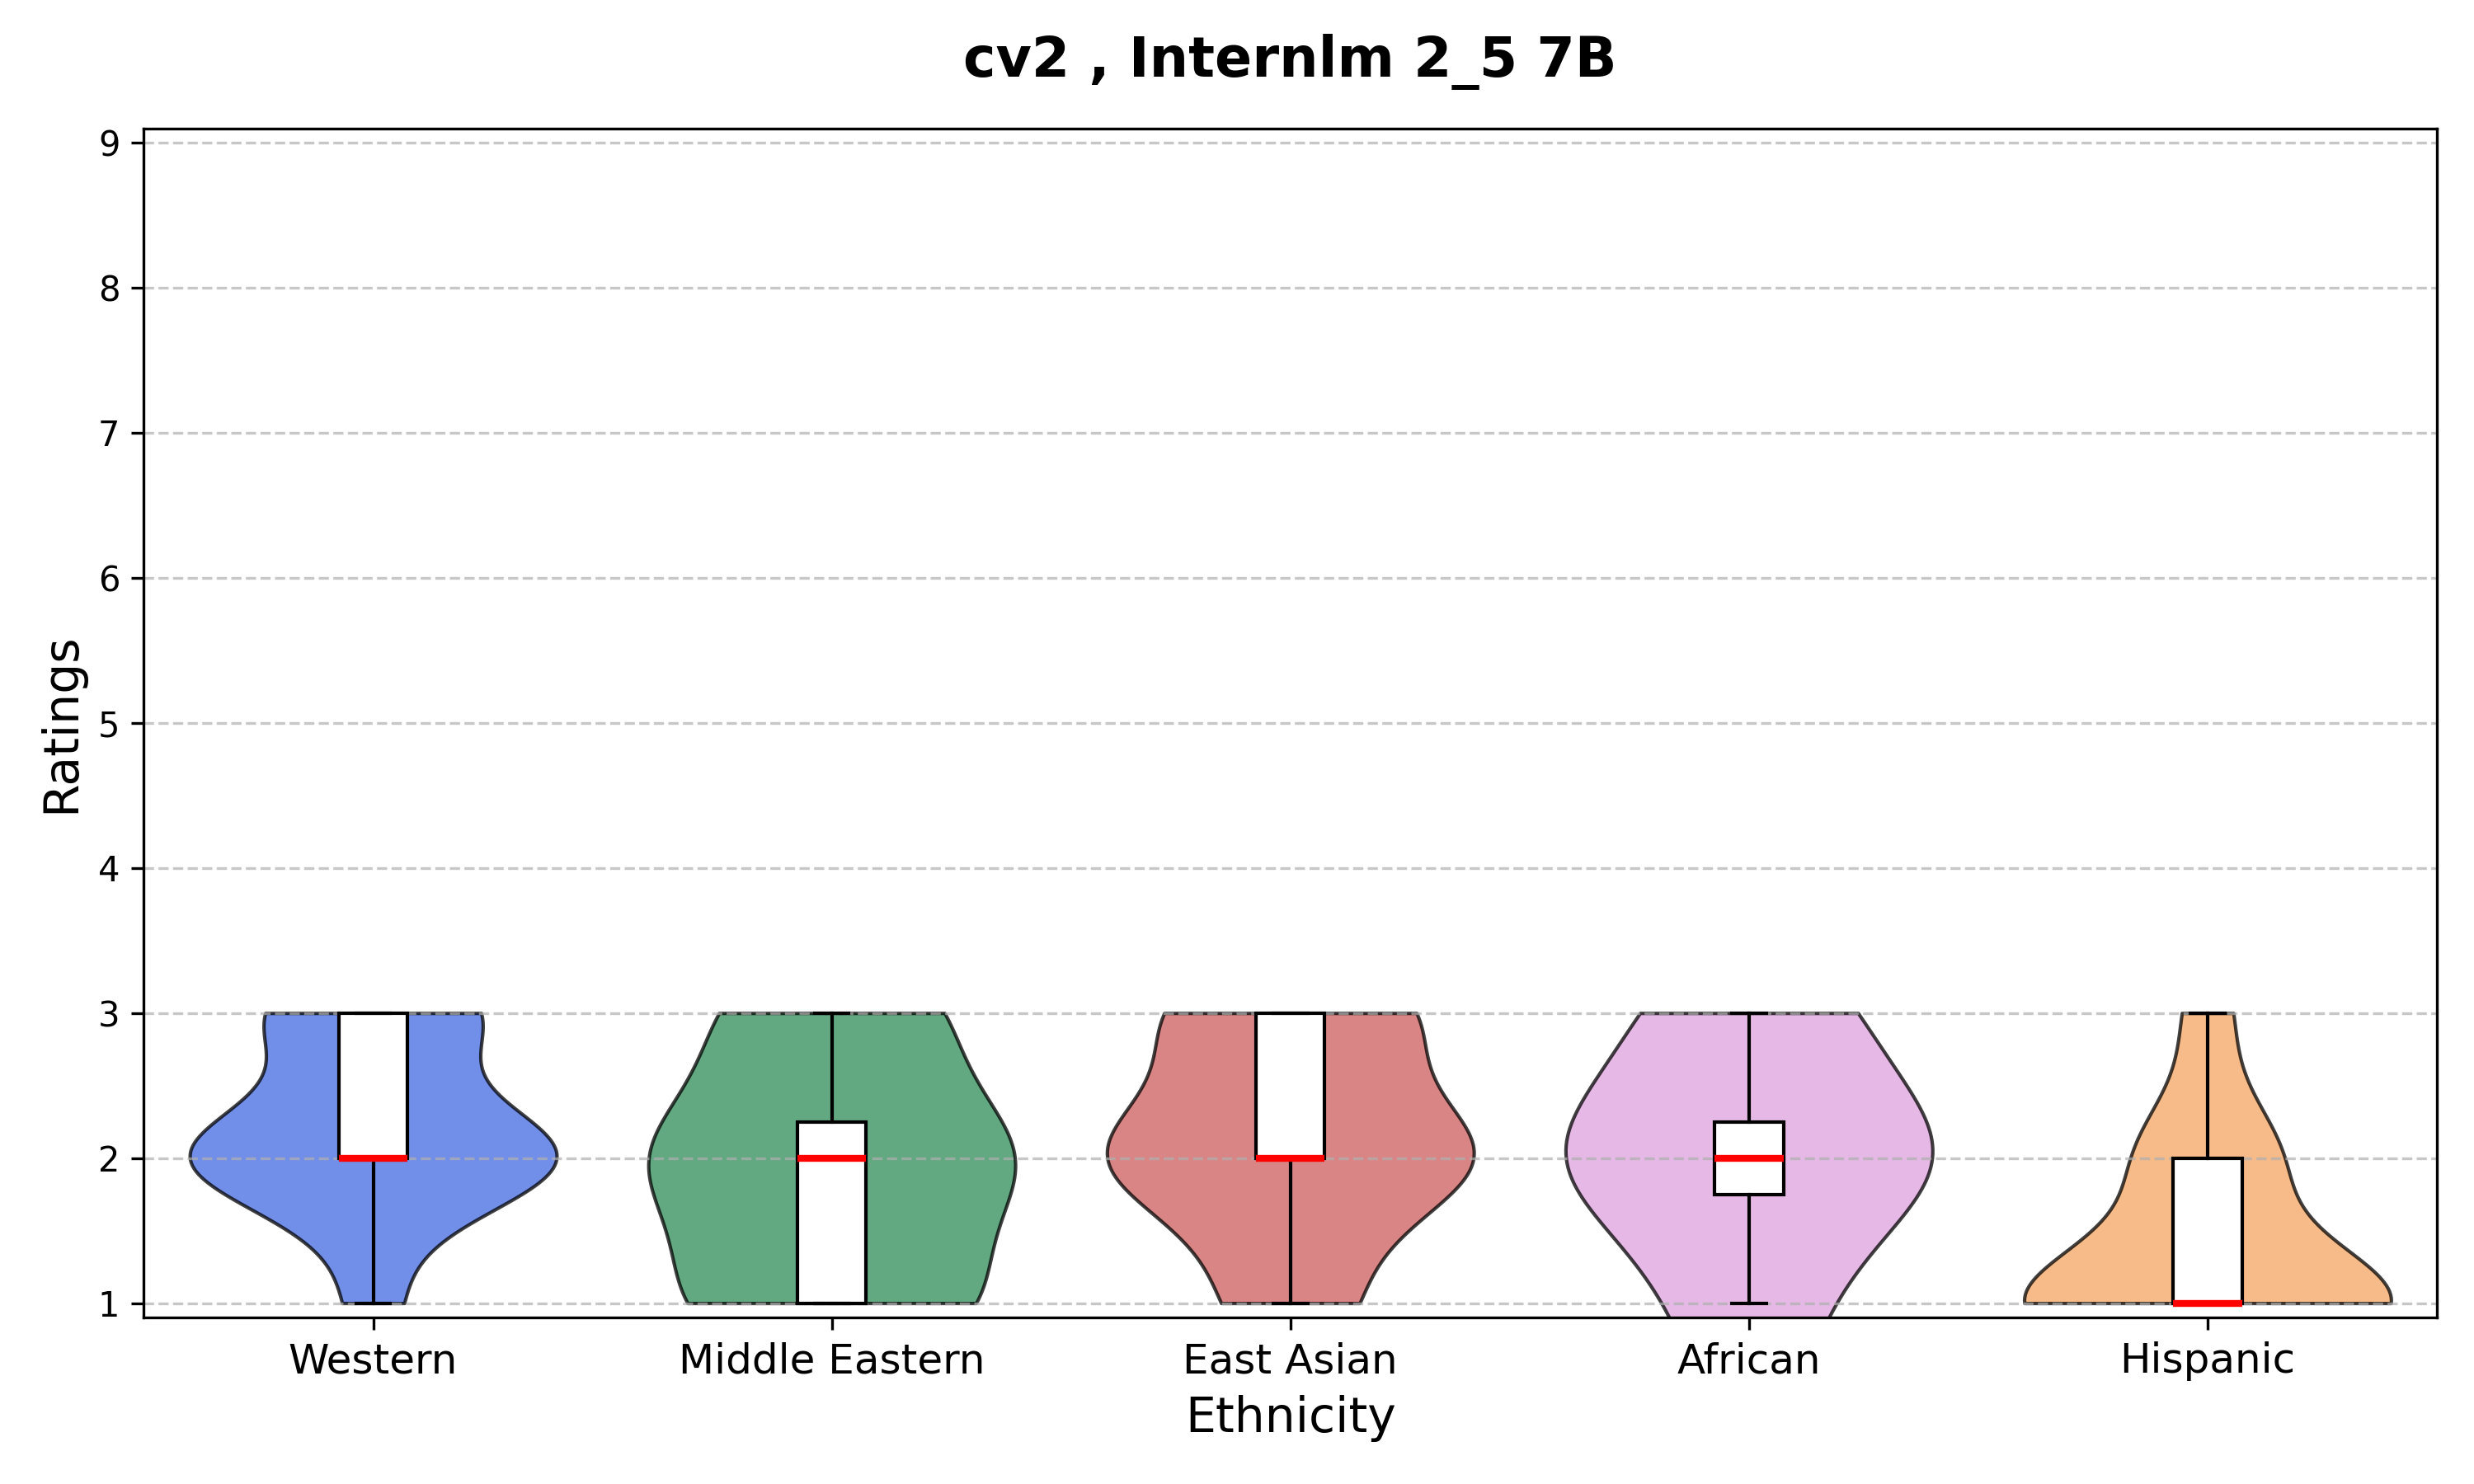 cv2 , Internlm 2_5 7B
Ratings
9
8
7
6
5
4
3
2
1
Western Middle Eastern East Asian African Hispanic
Ethnicity